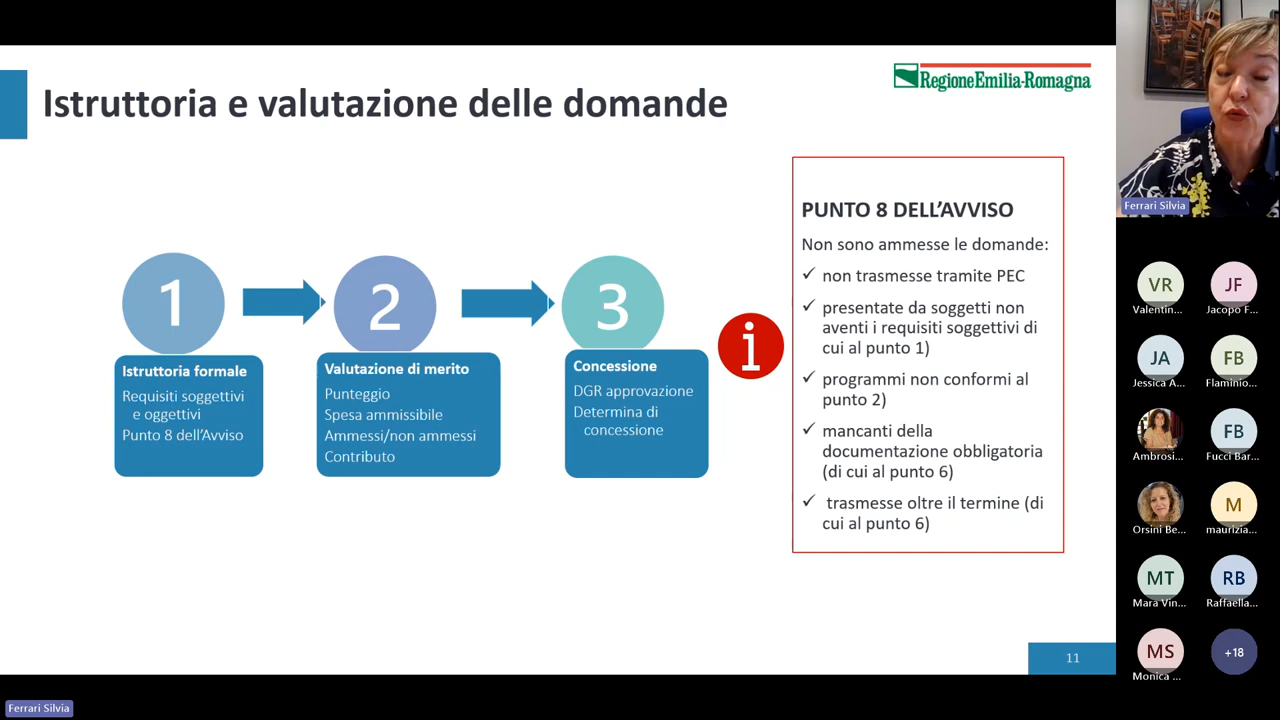 Istruttoria e valutazione delle domande
RegioneEmilia-Romagna
1
Istruttoria formale
Requisiti soggettivi
e oggettivi
Punto 8 dell'Avviso
2
Valutazione di merito
Punteggio
Spesa ammissibile
Ammessi/non ammessi
Contributo
3
Concessione
DGR approvazione
Determina di
concessione
i
PUNTO 8 DELL'AVVISO
Non sono ammesse le domande:
✓ non trasmesse tramite PEC
✓ presentate da soggetti non
aventi i requisiti soggettivi di
cui al punto 1)
✓ programmi non conformi al
punto 2)
✓ mancanti della
documentazione obbligatoria
(di cui al punto 6)
✓ trasmesse oltre il termine (di
cui al punto 6)
11
Ferrari Silvia
VR
Valentin...
JF
Jacopo F...
JA
Jessica A...
FB
Flaminio...
Ambrosi...
FB
Fucci Bar...
Orsini Be...
M
maurizia...
MT
Mara Vin...
RB
Raffaella...
MS
Monica ...
+18
Ferrari Silvia